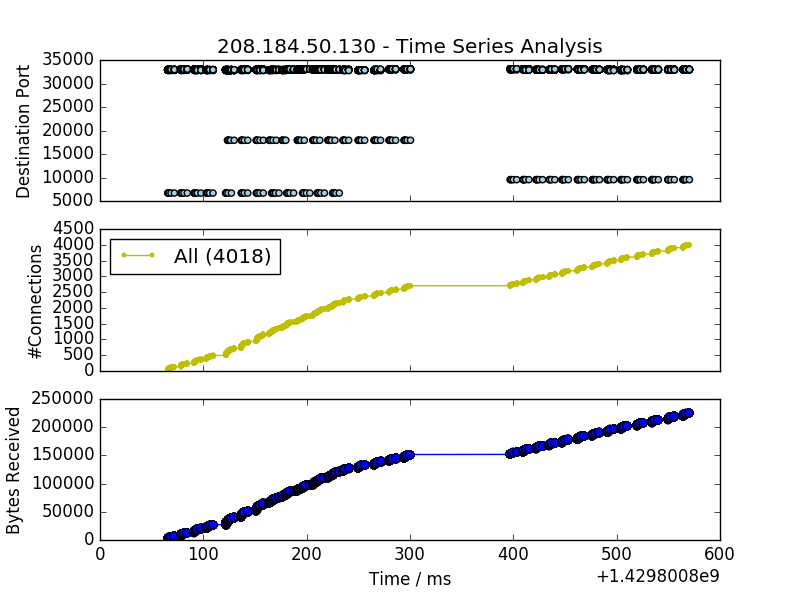 208.184.50.130 - Time Series Analysis
35000
30000
25000
20000
15000
10000
5000
Destination Port
4500
4000
3500
3000
2500
2000
1500
1000
500
0
#Connections
All (4018)
250000
200000
150000
100000
50000
0
Bytes Received
0 100 200 300 400 500 600
Time / ms
+1.4298008e9